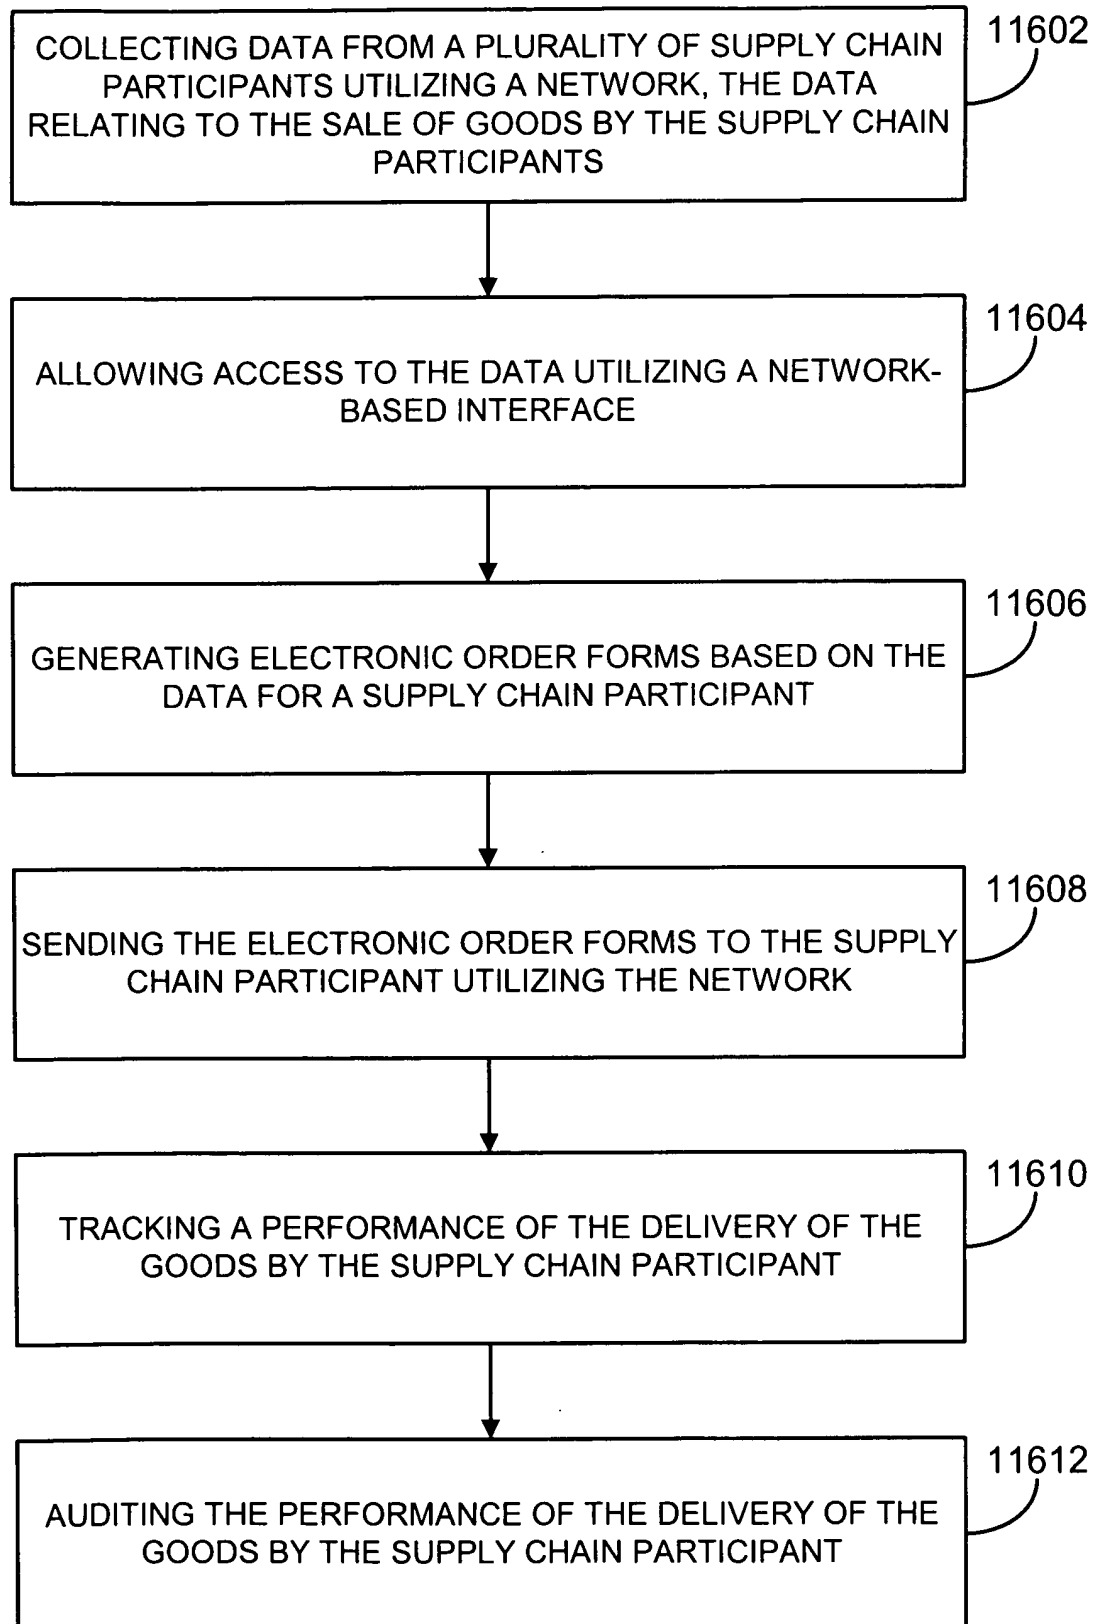 11602
COLLECTING DATA FROM A PLURALITY OF SUPPLY CHAIN
PARTICIPANTS UTILIZING A NETWORK, THE DATA
RELATING TO THE SALE OF GOODS BY THE SUPPLY CHAIN
PARTICIPANTS
11604
ALLOWING ACCESS TO THE DATA UTILIZING A NETWORK-
BASED INTERFACE
11606
GENERATING ELECTRONIC ORDER FORMS BASED ON THE
DATA FOR A SUPPLY CHAIN PARTICIPANT
11608
SENDING THE ELECTRONIC ORDER FORMS TO THE SUPPLY
CHAIN PARTICIPANT UTILIZING THE NETWORK
11610
TRACKING A PERFORMANCE OF THE DELIVERY OF THE
GOODS BY THE SUPPLY CHAIN PARTICIPANT
11612
AUDITING THE PERFORMANCE OF THE DELIVERY OF THE
GOODS BY THE SUPPLY CHAIN PARTICIPANT